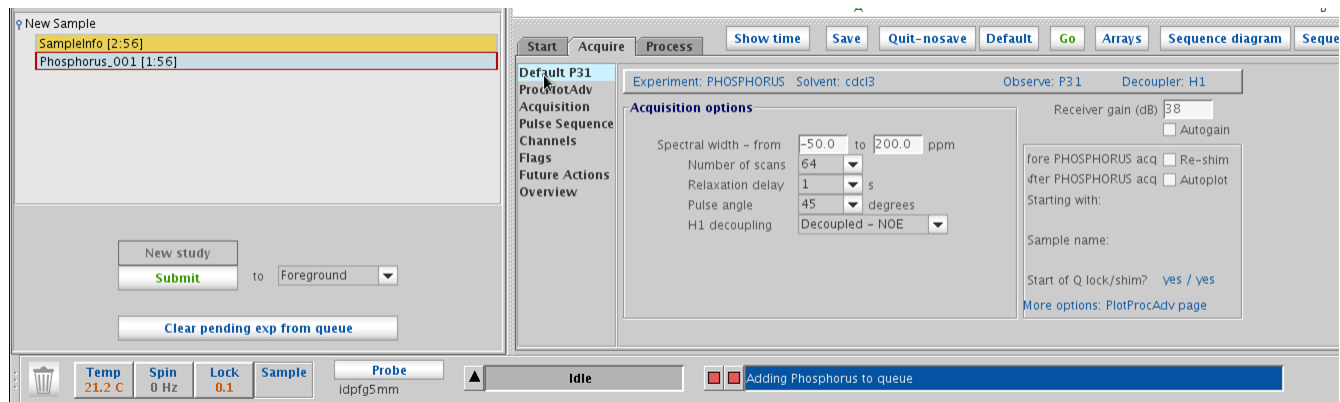 New Sample
SampleInfo [2:56]
Phosphorus_001 [1:56]
New study
Submit to Foreground
Clear pending exp from queue
Start Acquire Process Show time Save Quit-nosave Default Go Arrays Sequence diagram Seque
Default P31
ProcPlotAdv
Acquisition
Pulse Sequence
Channels
Flags
Future Actions
Overview
Experiment: PHOSPHORUS Solvent: cdcl3 Observe: P31 Decoupler: H1
Acquisition options
Spectral width - from -50.0 to 200.0 ppm
Number of scans 64
Relaxation delay 1 s
Pulse angle 45 degrees
H1 decoupling Decoupled - NOE
Receiver gain (dB) 38
Autogain
fore PHOSPHORUS acq Re-shim
fter PHOSPHORUS acq Autoplot
Starting with:
Sample name:
Start of Q lock/shim? yes / yes
More options: PlotProcAdv page
Temp Spin Lock Sample Probe
21.2 C 0 Hz 0.1 idpfg5mm
Idle
Adding Phosphorus to queue